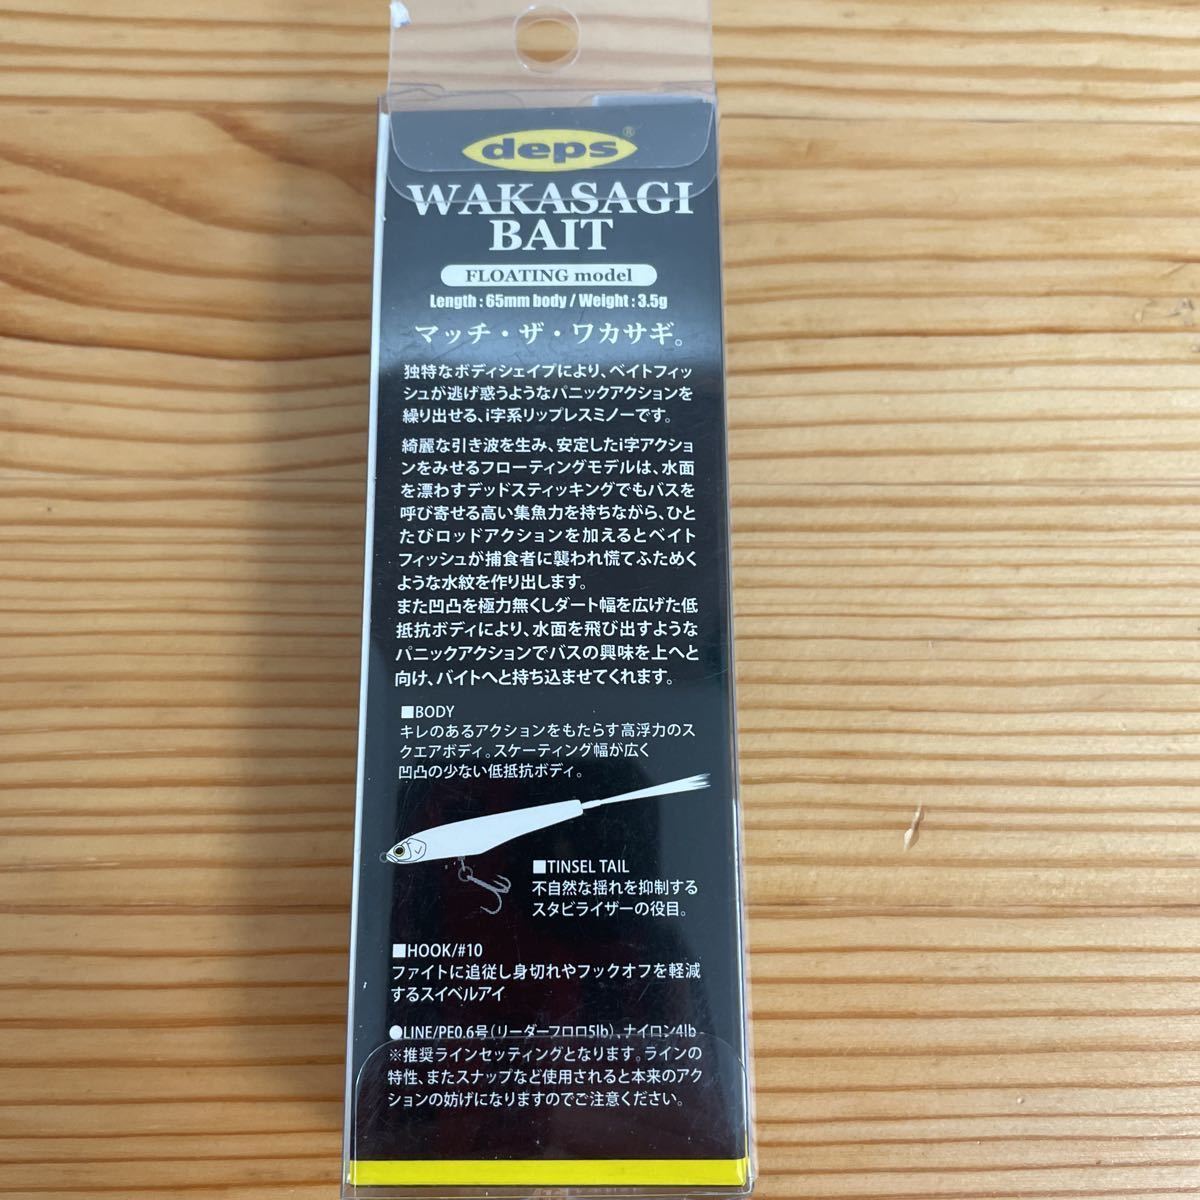 deps®
WAKASAGI
BAIT
FLOATING model
Length : 65mm body / Weight : 3.5g
マッチ・ザ・ワカサギ。
独特なボディシェイプにより、ベイトフィッ
シュが逃げ惑うようなパニックアクションを
繰り出せる、i字系リップレスミノーです。
綺麗な引き波を生み、安定したi字アクショ
ンをみせるフローティングモデルは、水面
を漂わすデッドスティッキングでもバスを
呼び寄せる高い集魚力を持ちながら、ひと
たびロッドアクションを加えるとベイト
フィッシュが捕食者に襲われ慌てふためく
ような水紋を作り出します。
また凹凸を極力無くしダート幅を広げた低
抵抗ボディにより、水面を飛び出すような
パニックアクションでバスの興味を上へと
向け、バイトへと持ち込ませてくれます。
■BODY
キレのあるアクションをもたらす高浮力のス
クエアボディ。スケーティング幅が広く
凹凸の少ない低抵抗ボディ。
■TINSEL TAIL
不自然な揺れを抑制する
スタビライザーの役目。
■HOOK/#10
ファイトに追従し身切れやフックオフを軽減
するスイベルアイ
●LINE/PE0.6号(リーダーフロロ5lb)、ナイロン4lb
※推奨ラインセッティングとなります。ラインの
特性、またスナップなど使用されると本来のアク
ションの妨げになりますのでご注意ください。